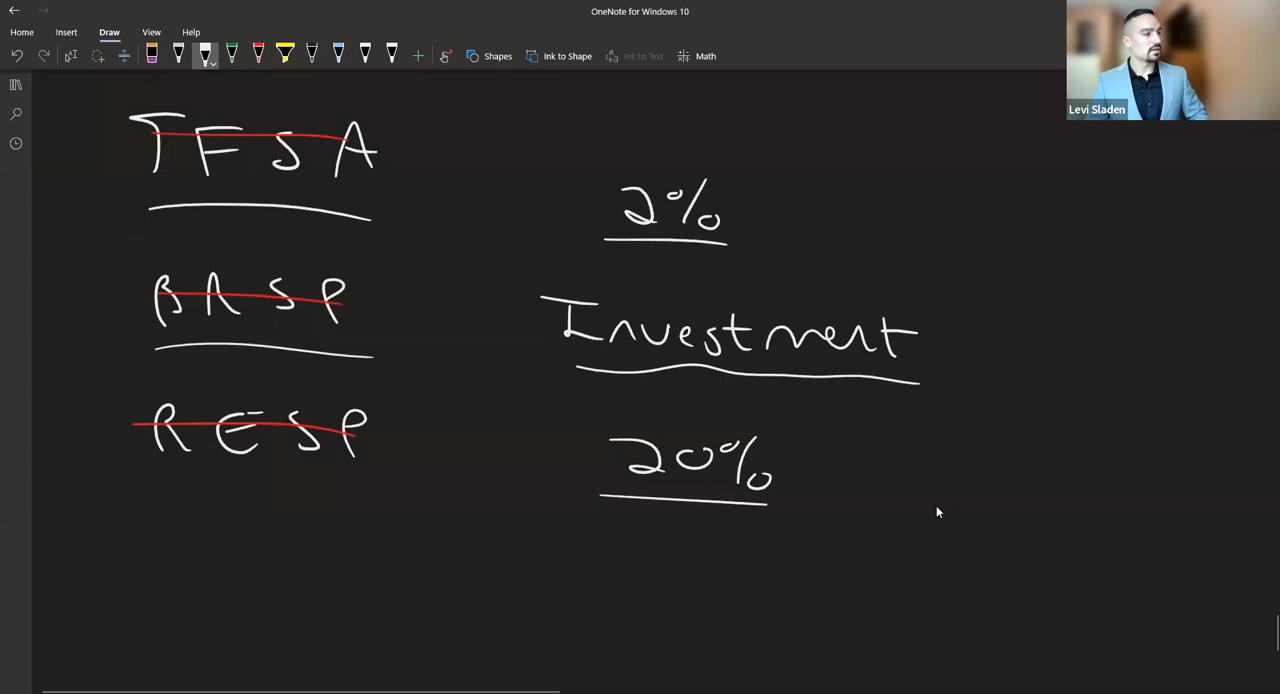 OneNote for Windows 10
Home Insert Draw View Help
Shapes Ink to Shape Ink to Text Math
Levi Sladen
TFSA
2%
RRSP
Investment
RESP
20%